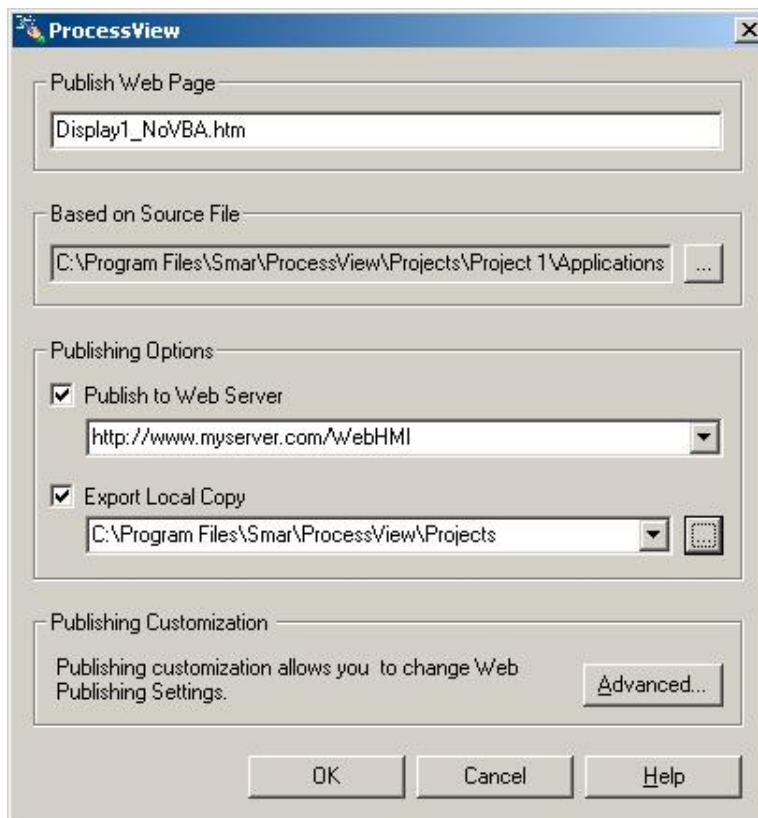 ProcessView
Publish Web Page
Display1_NoVBA.htm
Based on Source File
C:\Program Files\Smar\ProcessView\Projects\Project 1\Applications
...
Publishing Options
Publish to Web Server
http://www.myserver.com/WebHMI
Export Local Copy
C:\Program Files\Smar\ProcessView\Projects
...
Publishing Customization
Publishing customization allows you to change Web
Publishing Settings.
Advanced...
OK Cancel Help